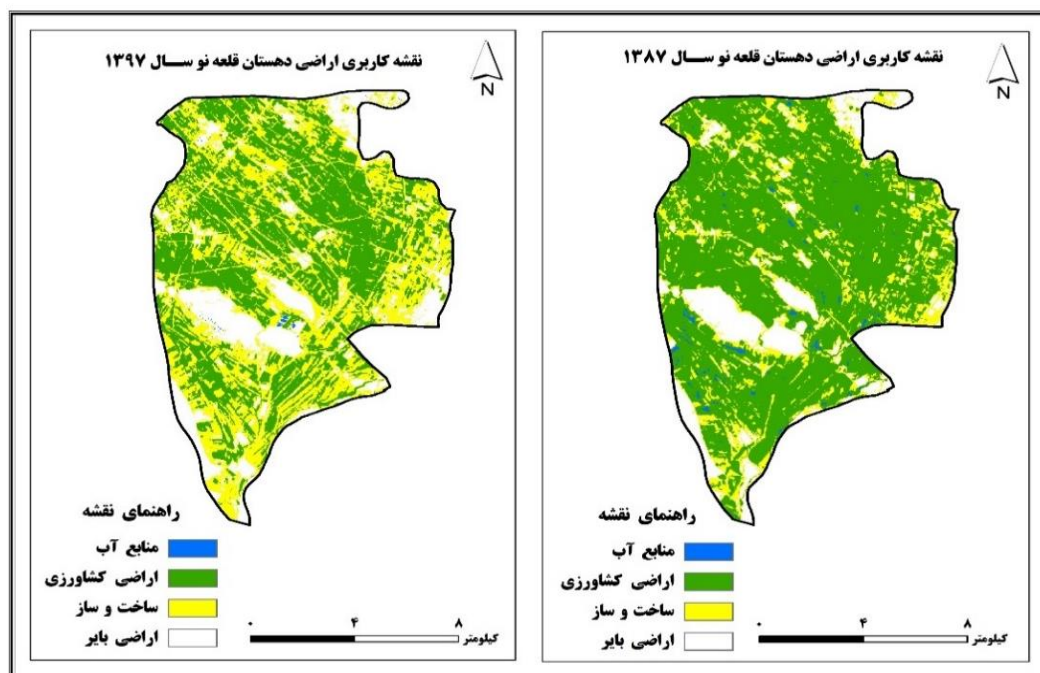 نقشه کاربری اراضی دهستان قلعه نو ســـال ۱۳۸۷
N
راهنمای نقشه
منابع آب
اراضی کشاورزی
ساخت و ساز
اراضی بایر
۰ ۴ ۸
کیلومتر
نقشه کاربری اراضی دهستان قلعه نو ســـال ۱۳۹۷
N
راهنمای نقشه
منابع آب
اراضی کشاورزی
ساخت و ساز
اراضی بایر
۰ ۴ ۸
کیلومتر